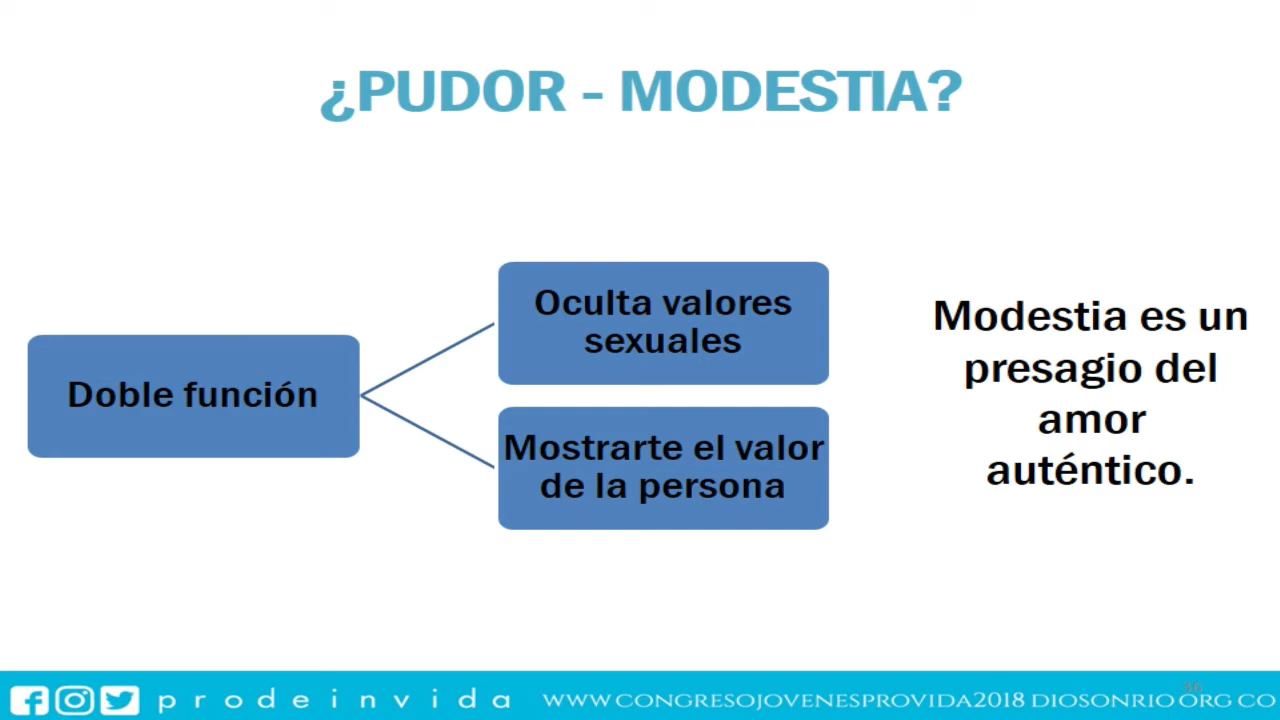 ¿PUDOR - MODESTIA?
Doble función
Oculta valores
sexuales
Mostrarte el valor
de la persona
Modestia es un
presagio del
amor
auténtico.
prodeinvida
WWW.CONGRESOJOVENESPROVIDA2018 DIOSONRIO ORG CO